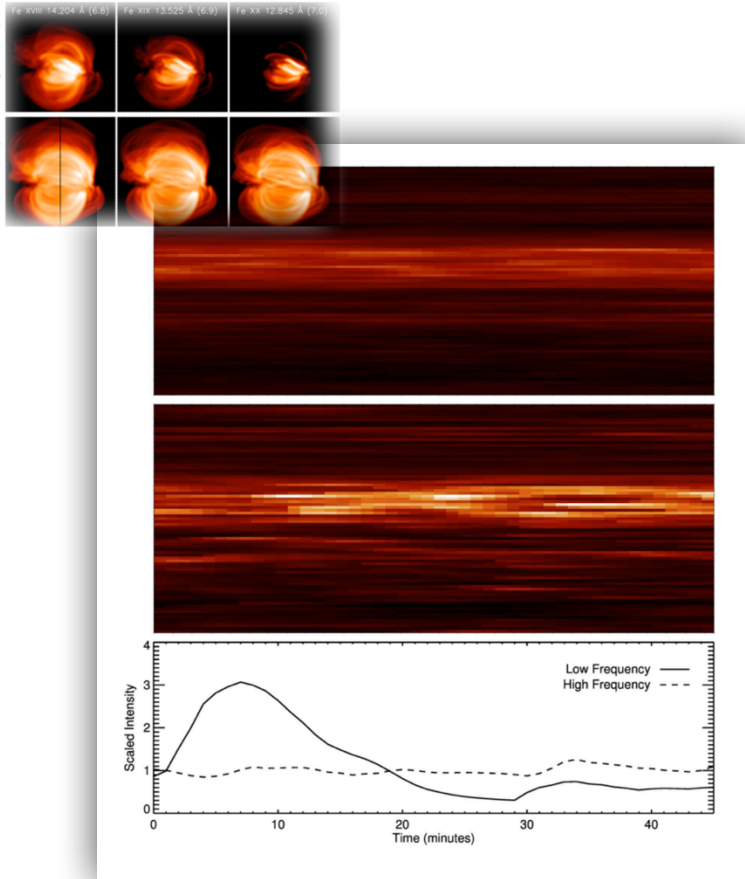 Fe XVIII 14.204 Å (6.8)
Fe XIX 13.525 Å (6.9)
Fe XX 12.845 Å (7.0)
4
3
2
1
0
Scaled Intensity
Low Frequency
High Frequency
0
10
20
30
40
Time (minutes)